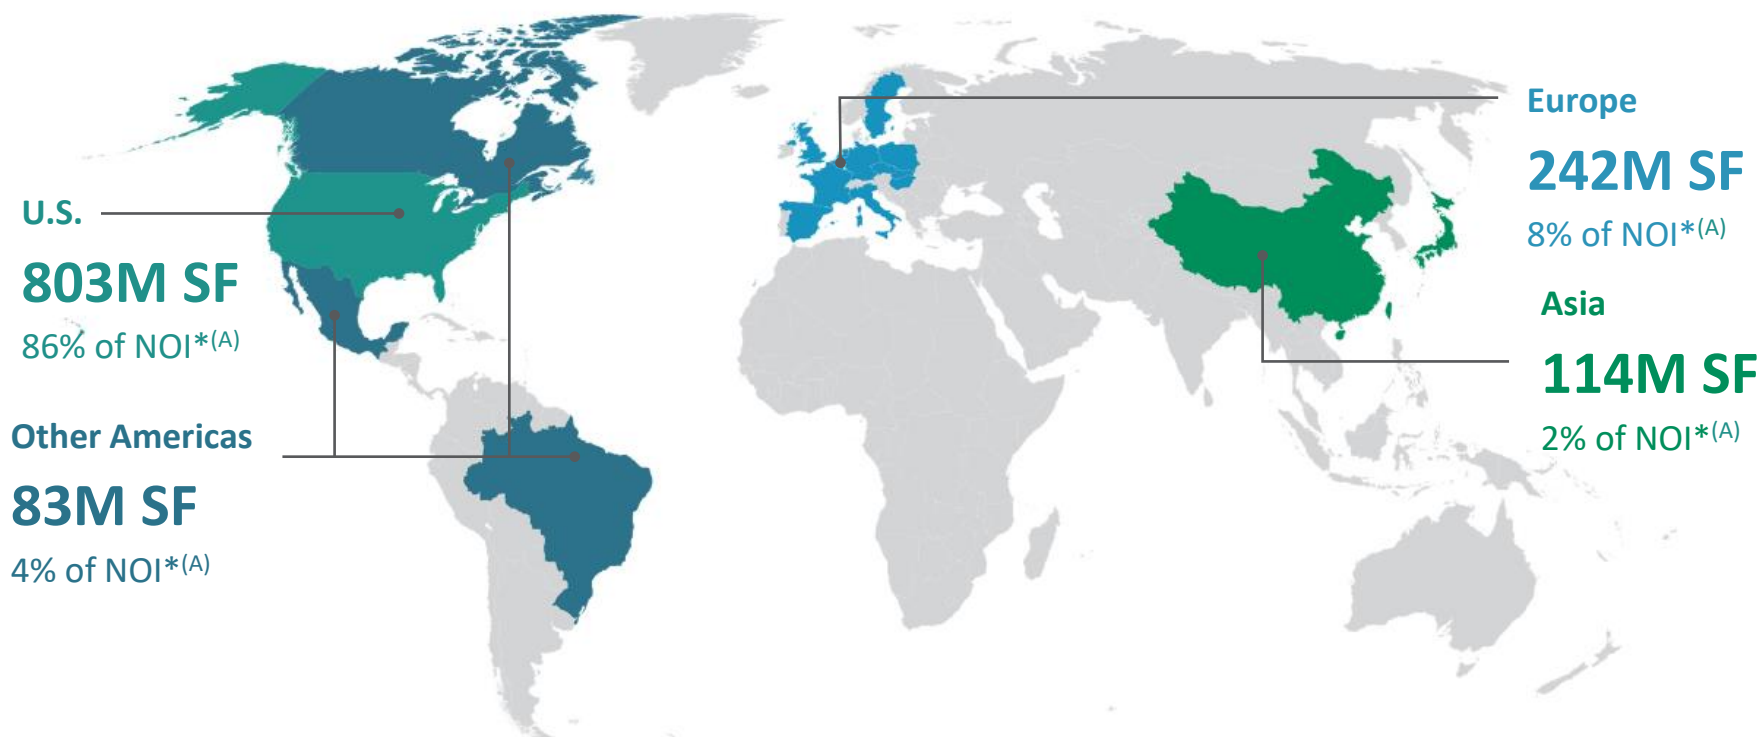 U.S.
803M SF
86% of NOI*(A)
Other Americas
83M SF
4% of NOI*(A)
Europe
242M SF
8% of NOI*(A)
Asia
114M SF
2% of NOI*(A)